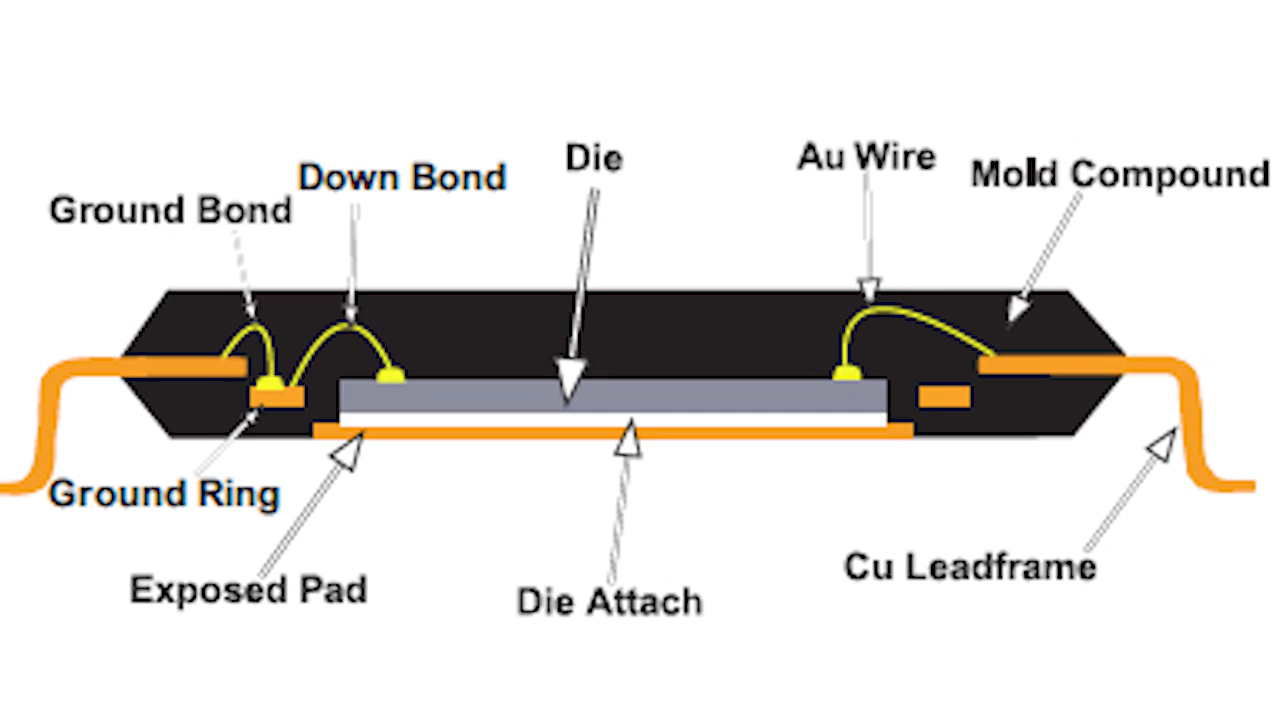 Die
Au Wire
Down Bond
Mold Compound
Ground Bond
Ground Ring
Cu Leadframe
Exposed Pad
Die Attach